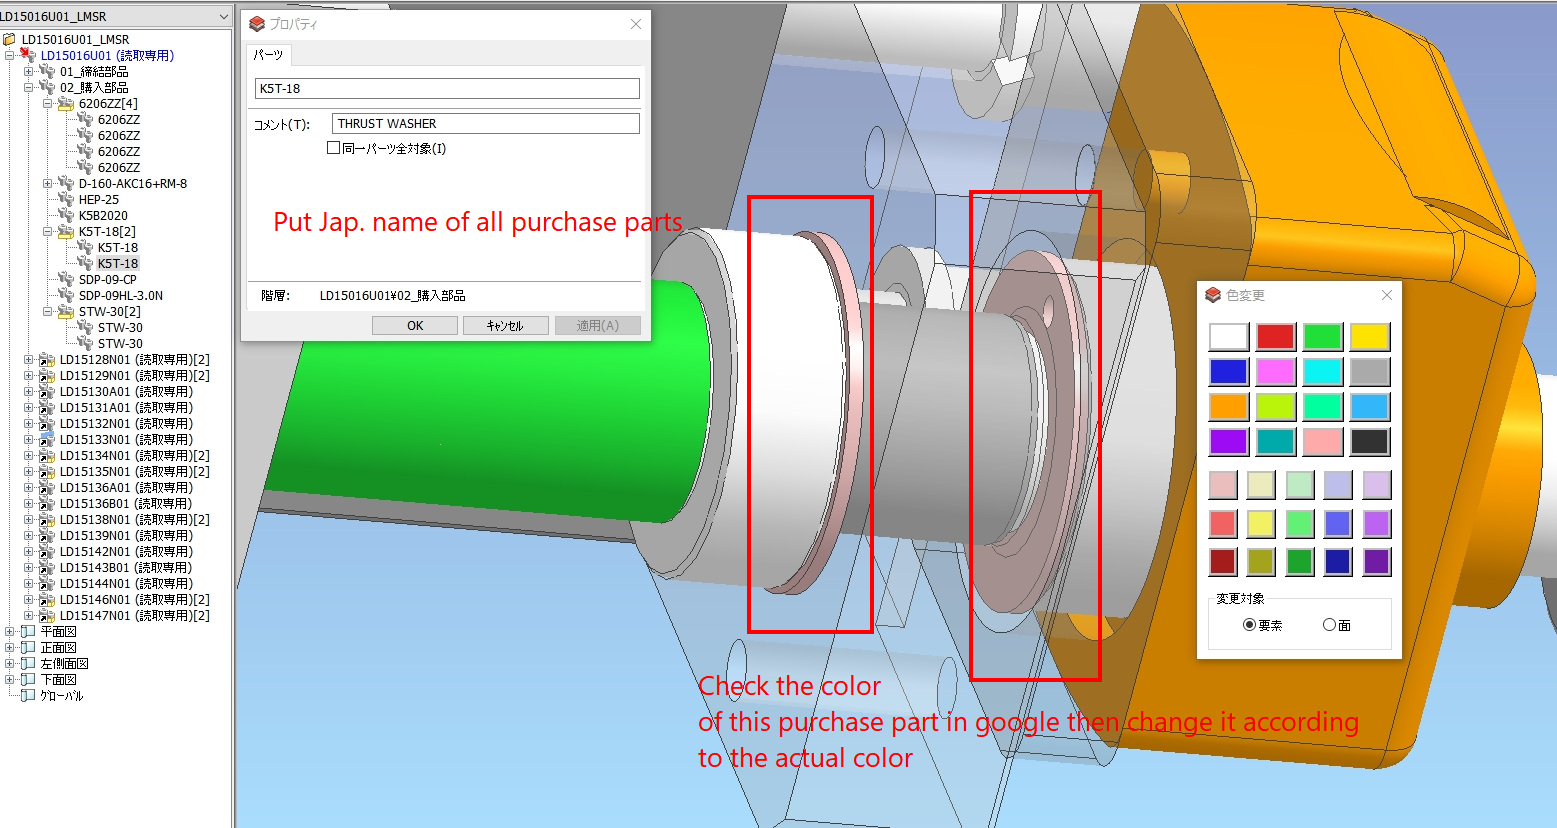 LD15016U01_LMSR
LD15016U01_LMSR
LD15016U01 (読取専用)
01_締結部品
02_購入部品
6206ZZ[4]
6206ZZ
6206ZZ
6206ZZ
6206ZZ
D-160-AKC16+RM-8
HEP-25
K5B2020
K5T-18[2]
K5T-18
K5T-18
SDP-09-CP
SDP-09HL-3.0N
STW-30[2]
STW-30
STW-30
LD15128N01 (読取専用)[2]
LD15129N01 (読取専用)[2]
LD15130A01 (読取専用)
LD15131A01 (読取専用)
LD15132N01 (読取専用)
LD15133N01 (読取専用)
LD15134N01 (読取専用)[2]
LD15135N01 (読取専用)[2]
LD15136A01 (読取専用)
LD15136B01 (読取専用)
LD15138N01 (読取専用)[2]
LD15139N01 (読取専用)
LD15142N01 (読取専用)
LD15143B01 (読取専用)
LD15144N01 (読取専用)
LD15146N01 (読取専用)[2]
LD15147N01 (読取専用)[2]
平面図
正面図
左側面図
下面図
グローバル
プロパティ
パーツ
K5T-18
コメント(T):
THRUST WASHER
同一パーツ全対象(I)
Put Jap. name of all purchase parts
階層:
LD15016U01¥02_購入部品
OK
キャンセル
適用(A)
色変更
変更対象
要素
面
Check the color
of this purchase part in google then change it according
to the actual color